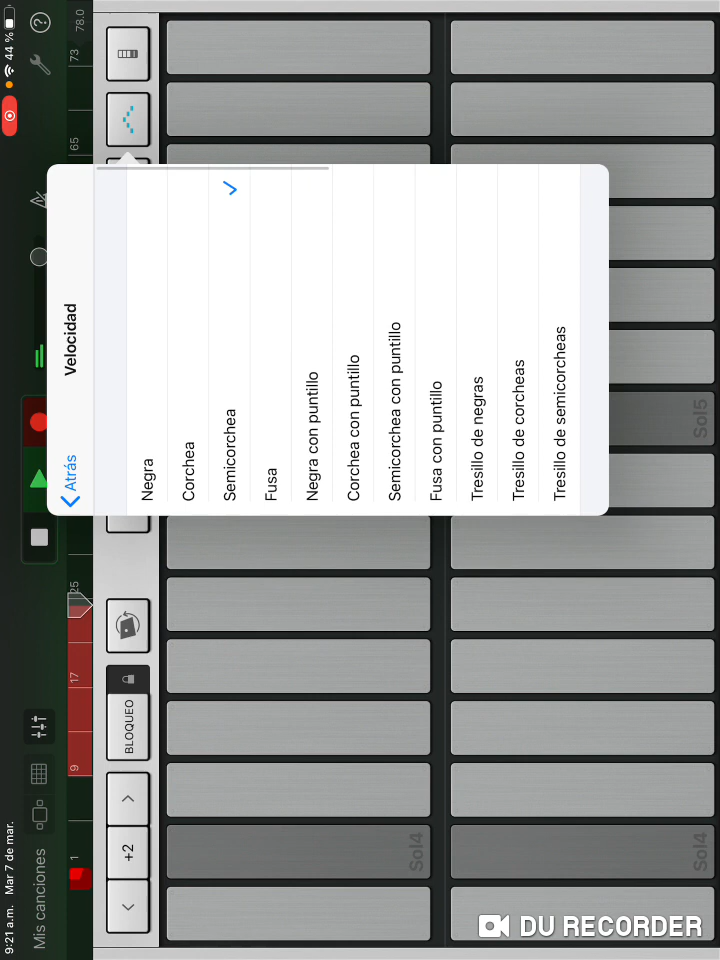 9:21 a.m. Mar 7 de mar.
44 %
Mis canciones
?
1
9
17
25
65
73
78.0
+2
BLOQUEO
Atrás
Velocidad
Negra
Corchea
Semicorchea
Fusa
Negra con puntillo
Corchea con puntillo
Semicorchea con puntillo
Fusa con puntillo
Tresillo de negras
Tresillo de corcheas
Tresillo de semicorcheas
Sol4
Sol4
Sol5
DU RECORDER